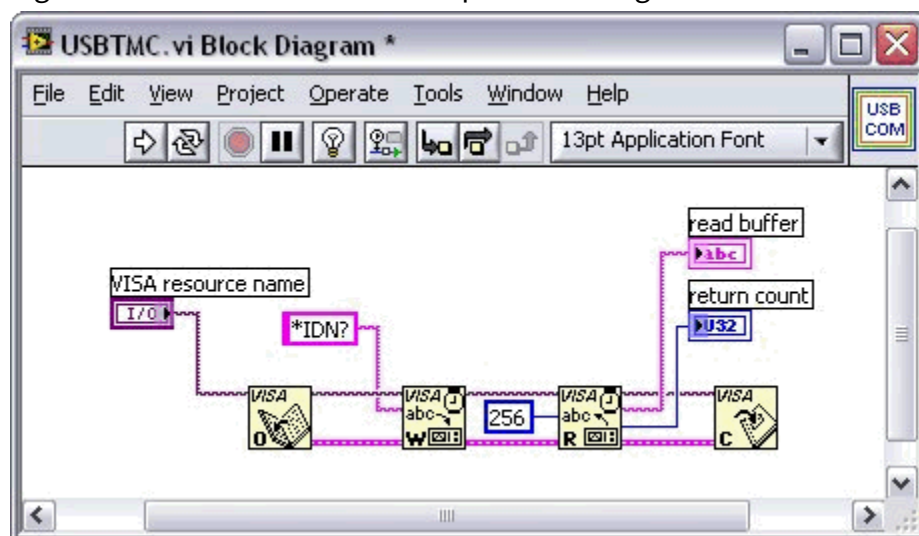 USBTMC.vi Block Diagram *
File Edit View Project Operate Tools Window Help
USB
COM
13pt Application Font
read buffer
abc
VISA resource name
return count
I/O
U32
*IDN?
VISA
VISA
VISA
VISA
abc
256
abc
O
W
R
C